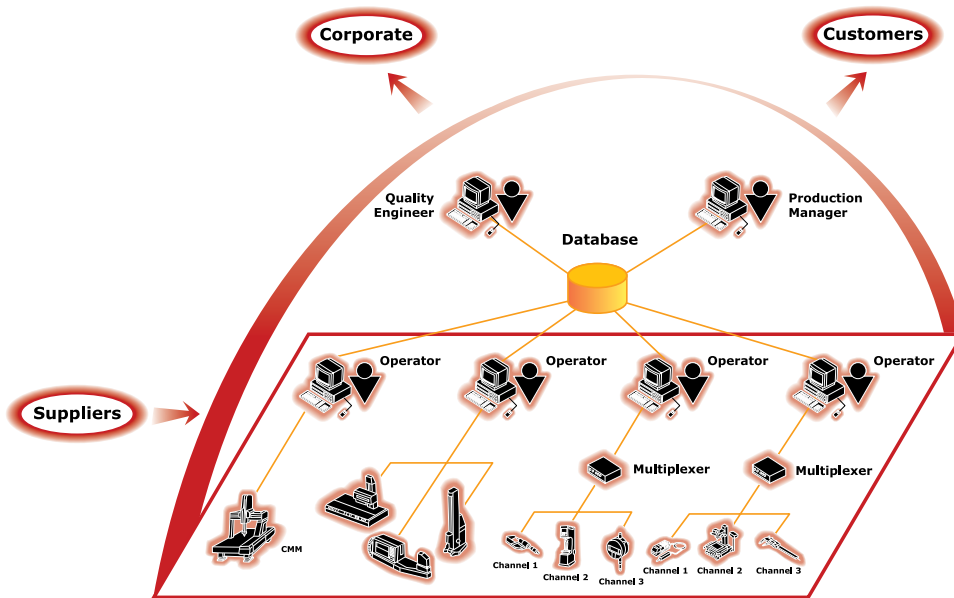 Corporate
Customers
Quality
Engineer
Production
Manager
Database
Operator
Operator
Operator
Operator
Suppliers
Multiplexer
Multiplexer
CMM
Channel 1
Channel 2
Channel 3
Channel 1
Channel 2
Channel 3